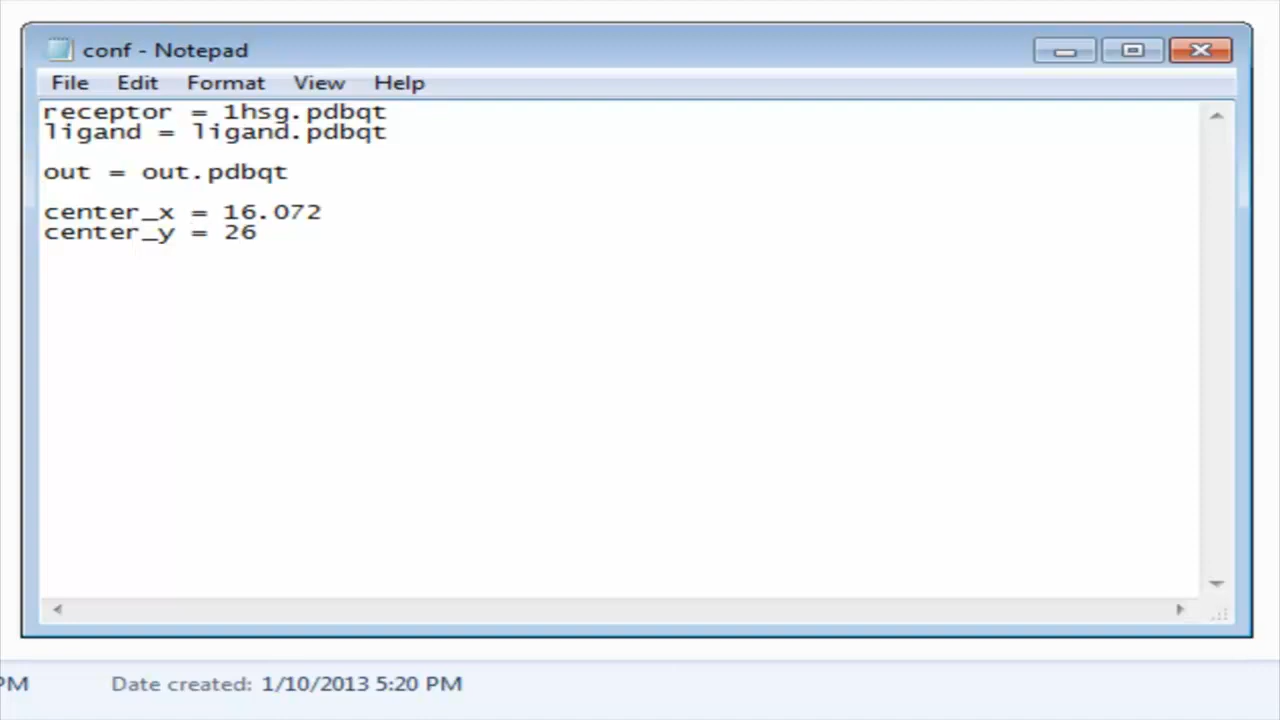 conf - Notepad
File Edit Format View Help
receptor = 1hsg.pdbqt
ligand = ligand.pdbqt
out = out.pdbqt
center_x = 16.072
center_y = 26
PM Date created: 1/10/2013 5:20 PM